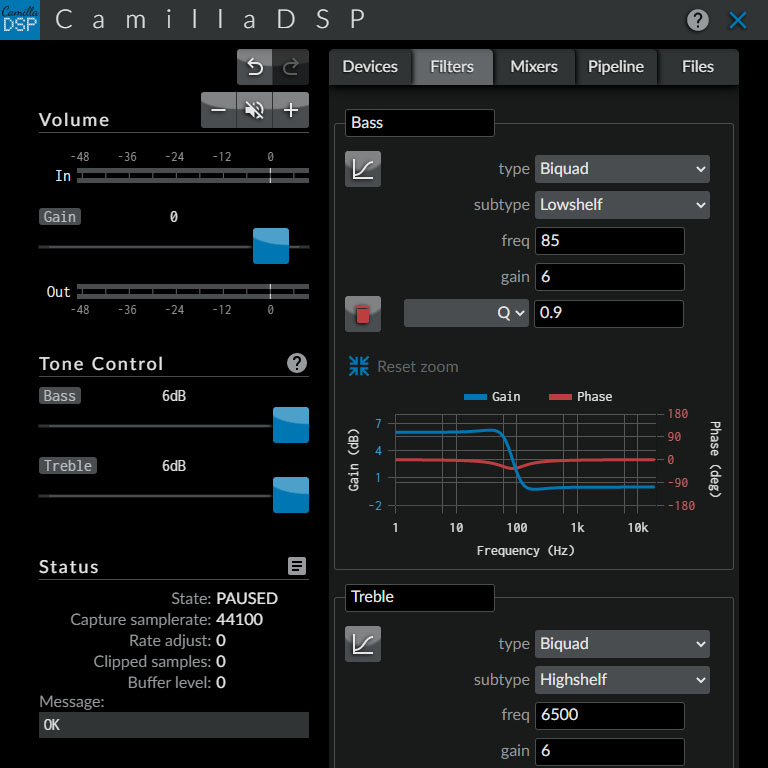 Camilla
DSP
CamillaDSP
Volume
-48 -36 -24 -12 0
In
Gain 0
Out
-48 -36 -24 -12 0
Tone Control
Bass 6dB
Treble 6dB
Status
State: PAUSED
Capture samplerate: 44100
Rate adjust: 0
Clipped samples: 0
Buffer level: 0
Message:
OK
Devices Filters Mixers Pipeline Files
Bass
type Biquad
subtype Lowshelf
freq 85
gain 6
Q 0.9
Reset zoom
Gain Phase
Gain (dB)
7
4
1
-2
180
90
0
-90
-180
Phase (deg)
1 10 100 1k 10k
Frequency (Hz)
Treble
type Biquad
subtype Highshelf
freq 6500
gain 6